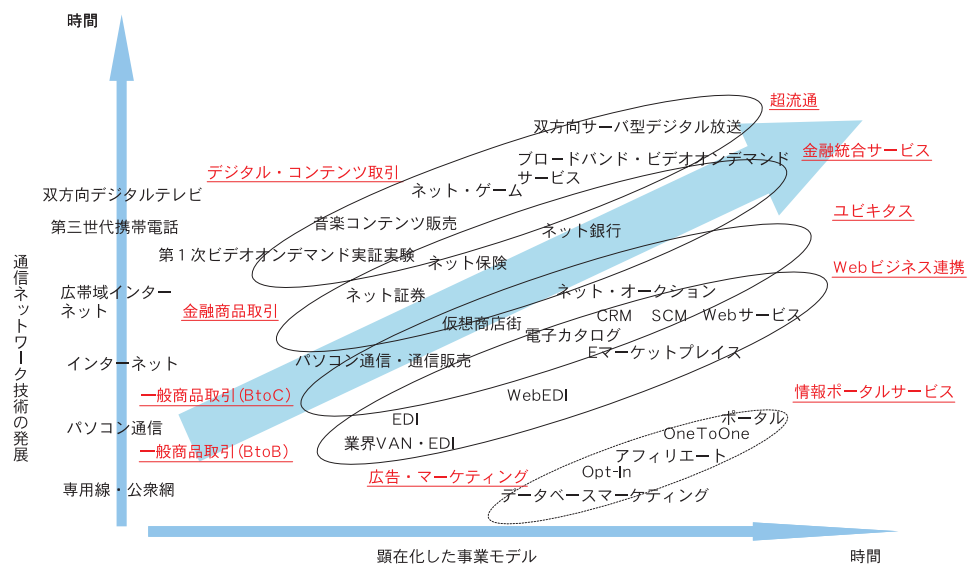 時間
超流通
双方向サーバ型デジタル放送
金融統合サービス
ブロードバンド・ビデオオンデマンド
サービス
デジタル・コンテンツ取引
ネット・ゲーム
双方向デジタルテレビ
音楽コンテンツ販売
ユビキタス
第三世代携帯電話
ネット銀行
第1次ビデオオンデマンド実証実験
ネット保険
Webビジネス連携
通信ネットワーク技術の発展
広帯域インター
ネット
ネット証券
ネット・オークション
金融商品取引
CRM SCM Webサービス
仮想商店街
電子カタログ
Eマーケットプレイス
インターネット
パソコン通信・通信販売
一般商品取引(BtoC)
WebEDI
情報ポータルサービス
パソコン通信
EDI
ポータル
業界VAN・EDI
OneToOne
一般商品取引(BtoB)
アフィリエート
広告・マーケティング
Opt-In
専用線・公衆網
データベースマーケティング
顕在化した事業モデル
時間